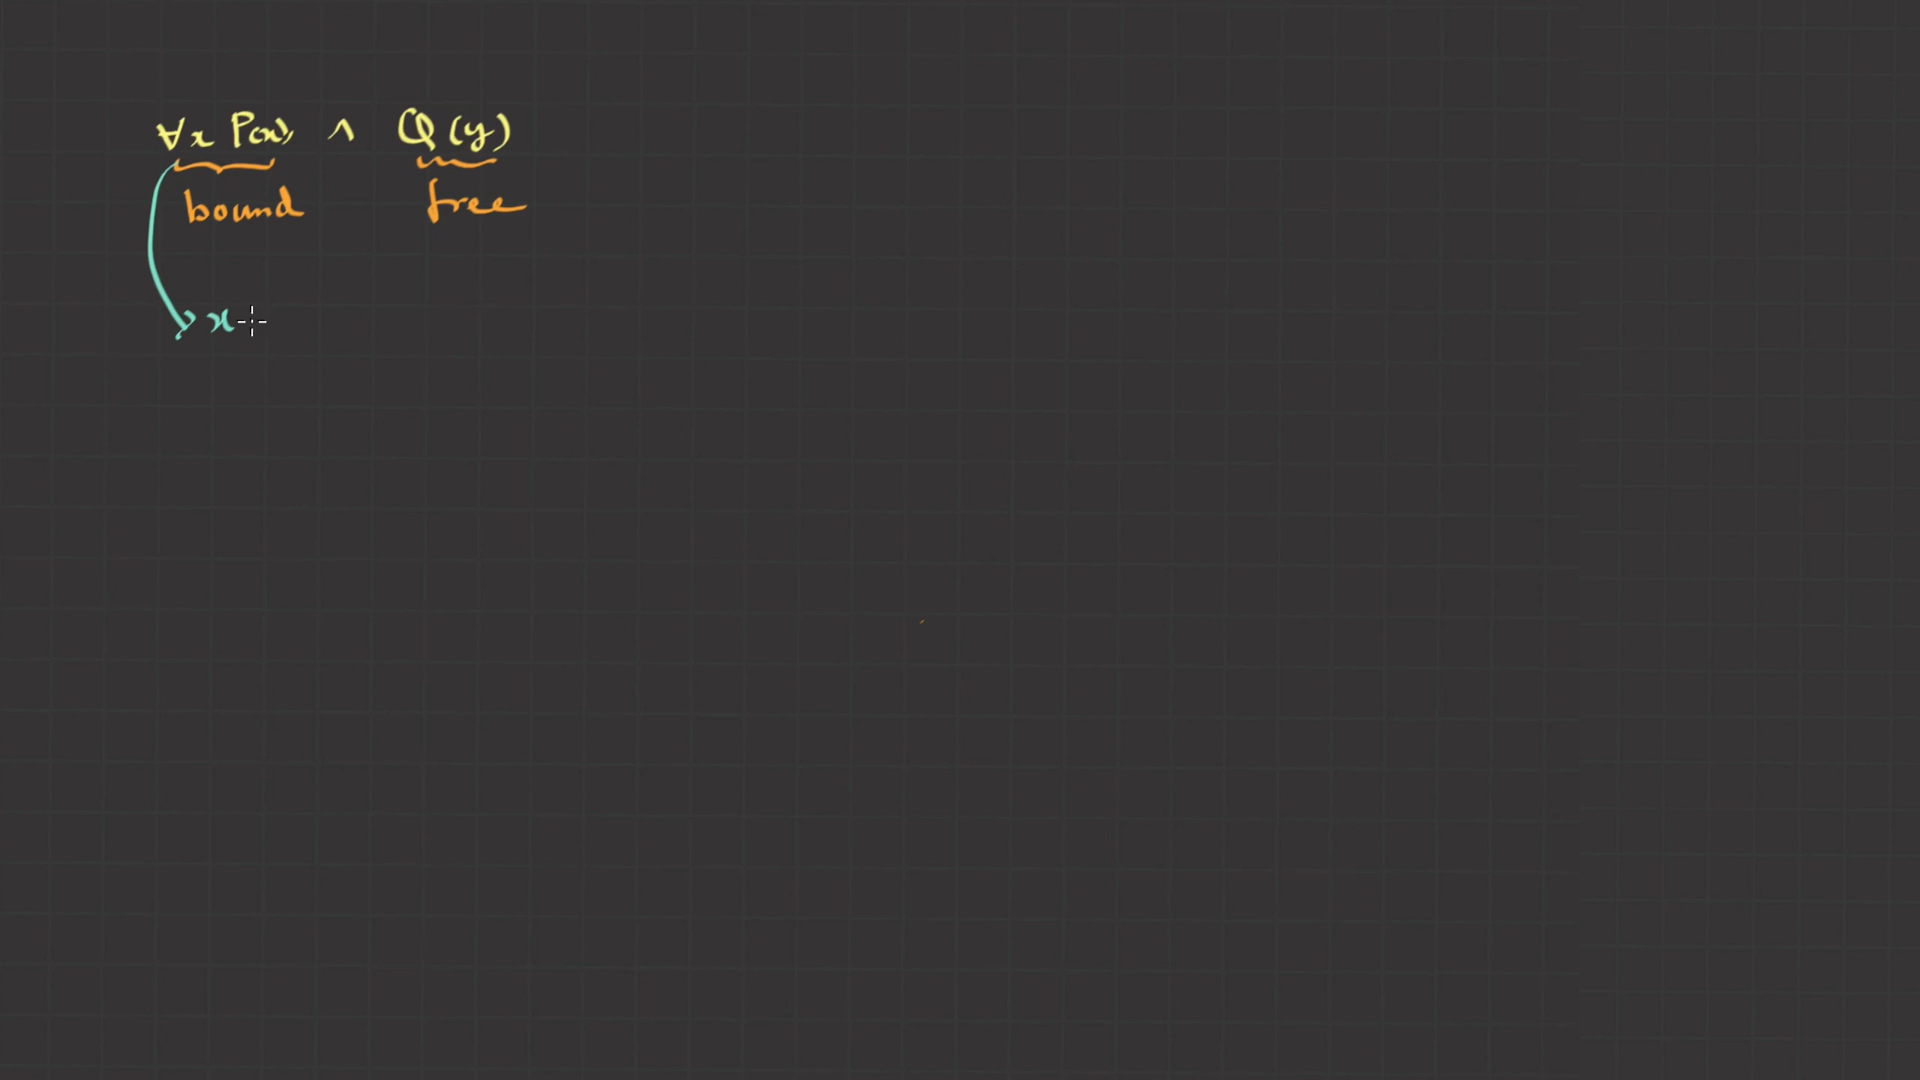 ∀x P(x) ∧ Q(y)
bound free
x